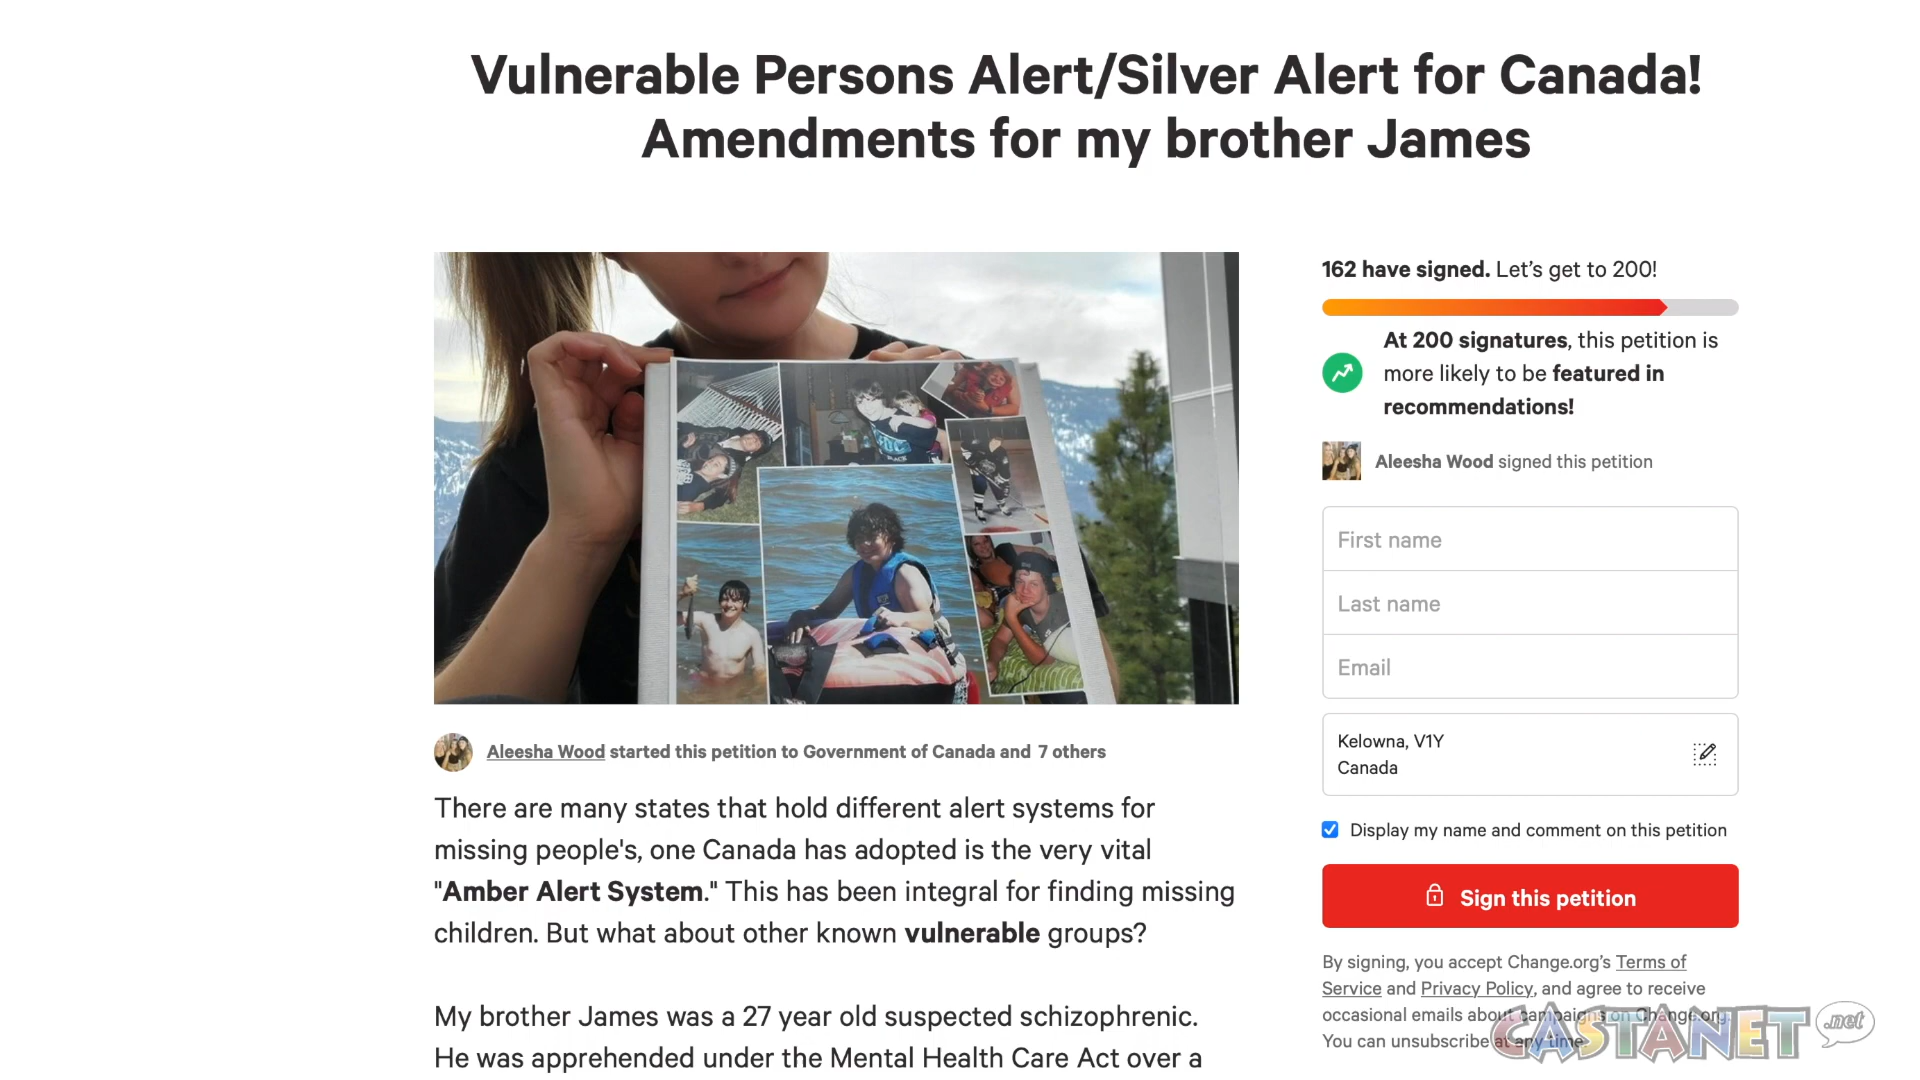 Vulnerable Persons Alert/Silver Alert for Canada!
Amendments for my brother James
162 have signed. Let's get to 200!
At 200 signatures, this petition is
more likely to be featured in
recommendations!
Aleesha Wood signed this petition
First name
Last name
Email
Kelowna, V1Y
Canada
Display my name and comment on this petition
Sign this petition
By signing, you accept Change.org's Terms of
Service and Privacy Policy, and agree to receive
occasional emails about campaigns on Change.org.
You can unsubscribe at any time.
Aleesha Wood started this petition to Government of Canada and 7 others
There are many states that hold different alert systems for
missing people's, one Canada has adopted is the very vital
"Amber Alert System." This has been integral for finding missing
children. But what about other known vulnerable groups?
My brother James was a 27 year old suspected schizophrenic.
He was apprehended under the Mental Health Care Act over a
CASTANET .net